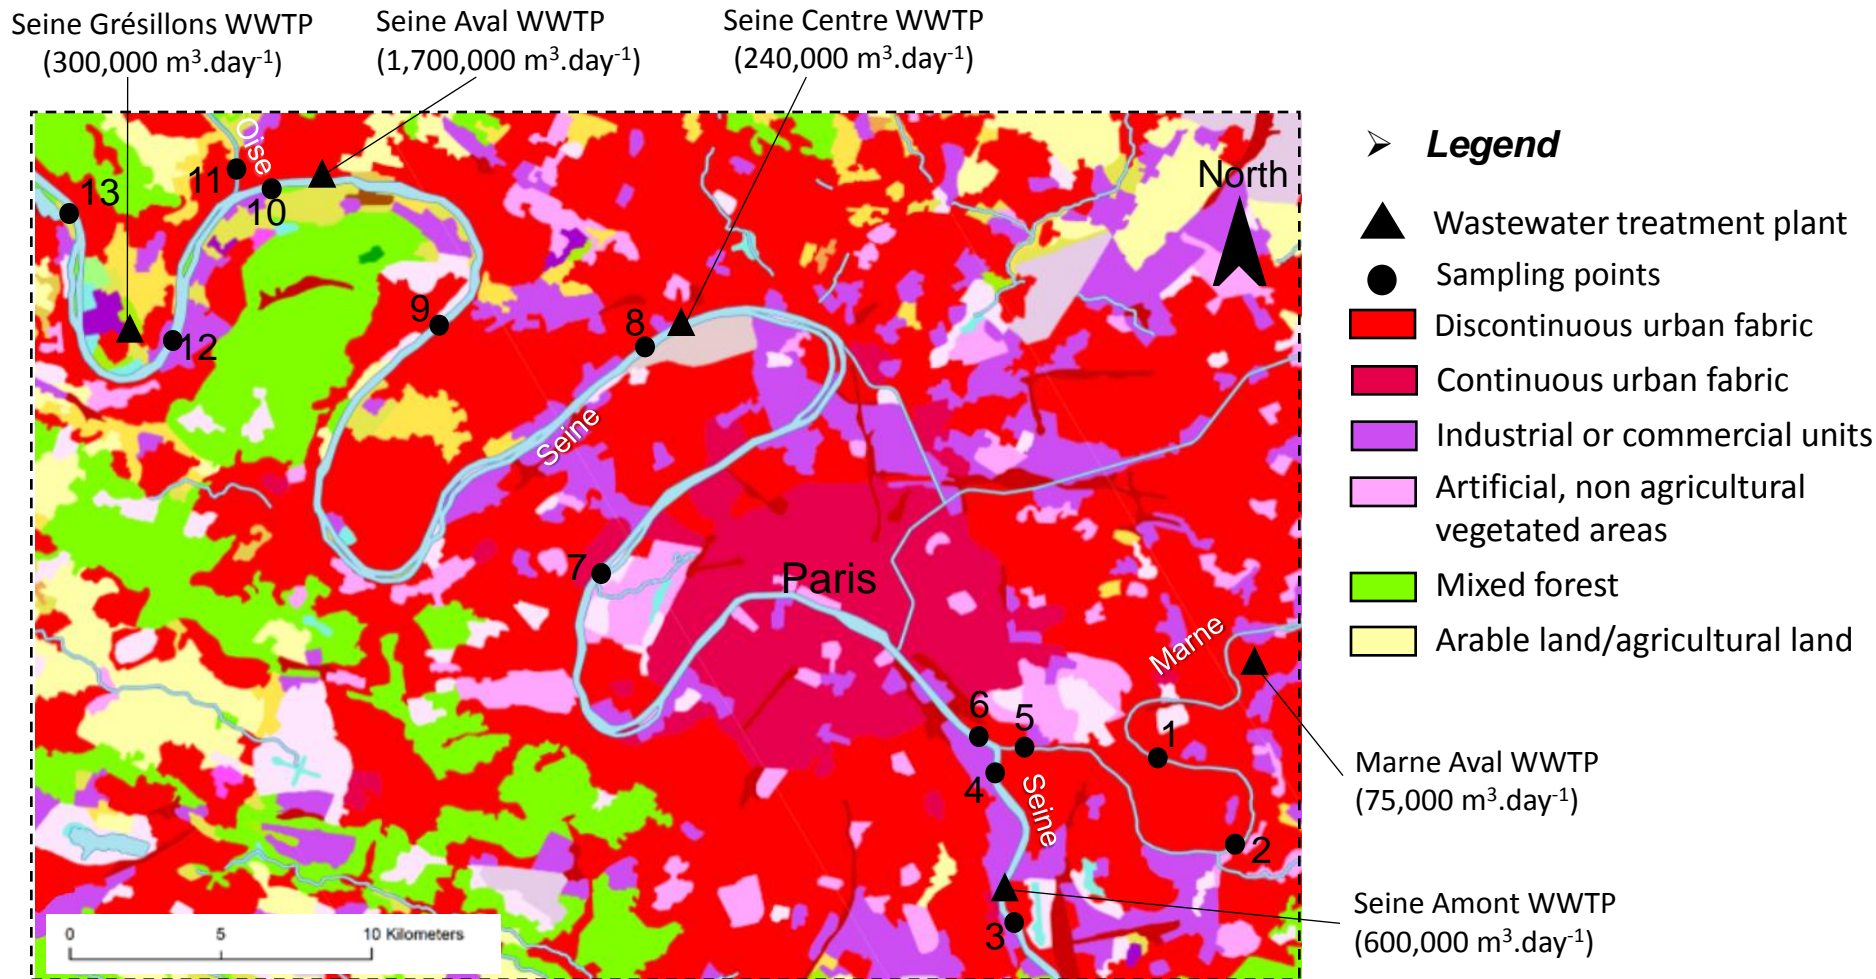 Seine Grésillons WWTP
(300,000 m³.day⁻¹)
Seine Aval WWTP
(1,700,000 m³.day⁻¹)
Seine Centre WWTP
(240,000 m³.day⁻¹)
Oise
11
10
13
12
9
8
Seine
7
Paris
North
Marne
6
5
4
1
Seine
2
3
0 5 10 Kilometers
➢ Legend
Wastewater treatment plant
Sampling points
Discontinuous urban fabric
Continuous urban fabric
Industrial or commercial units
Artificial, non agricultural
vegetated areas
Mixed forest
Arable land/agricultural land
Marne Aval WWTP
(75,000 m³.day⁻¹)
Seine Amont WWTP
(600,000 m³.day⁻¹)